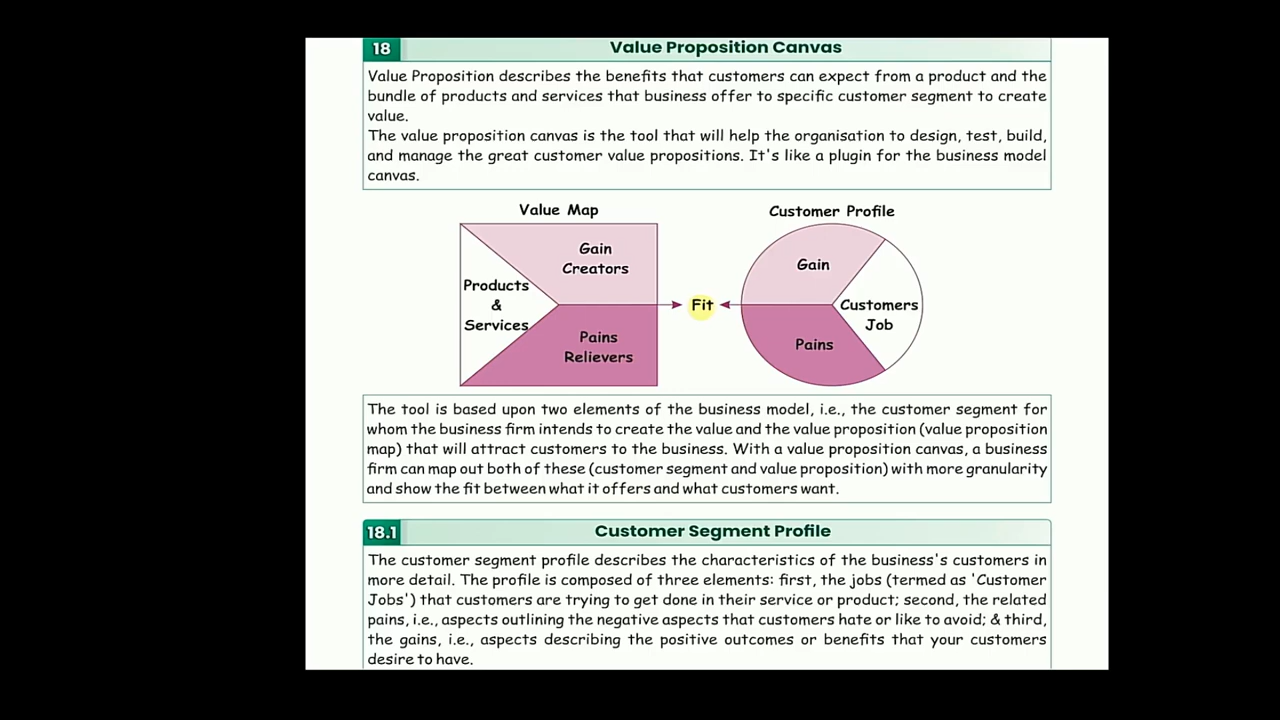 18 Value Proposition Canvas
Value Proposition describes the benefits that customers can expect from a product and the
bundle of products and services that business offer to specific customer segment to create
value.
The value proposition canvas is the tool that will help the organisation to design, test, build,
and manage the great customer value propositions. It's like a plugin for the business model
canvas.
Value Map
Gain
Creators
Products
&
Services
Pains
Relievers
Fit
Customer Profile
Gain
Customers
Job
Pains
The tool is based upon two elements of the business model, i.e., the customer segment for
whom the business firm intends to create the value and the value proposition (value proposition
map) that will attract customers to the business. With a value proposition canvas, a business
firm can map out both of these (customer segment and value proposition) with more granularity
and show the fit between what it offers and what customers want.
18.1 Customer Segment Profile
The customer segment profile describes the characteristics of the business's customers in
more detail. The profile is composed of three elements: first, the jobs (termed as 'Customer
Jobs') that customers are trying to get done in their service or product; second, the related
pains, i.e., aspects outlining the negative aspects that customers hate or like to avoid; & third,
the gains, i.e., aspects describing the positive outcomes or benefits that your customers
desire to have.